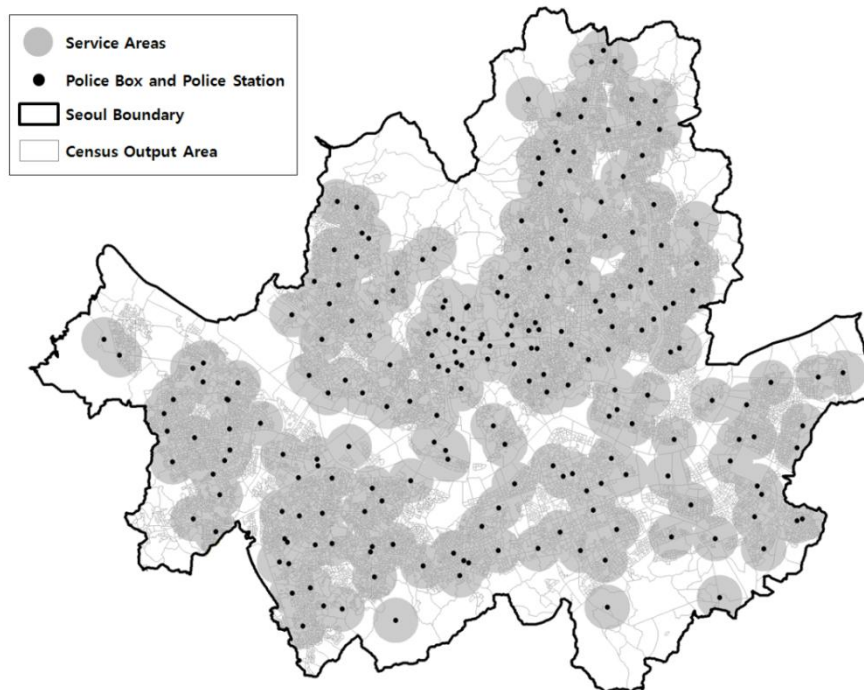 Service Areas
Police Box and Police Station
Seoul Boundary
Census Output Area